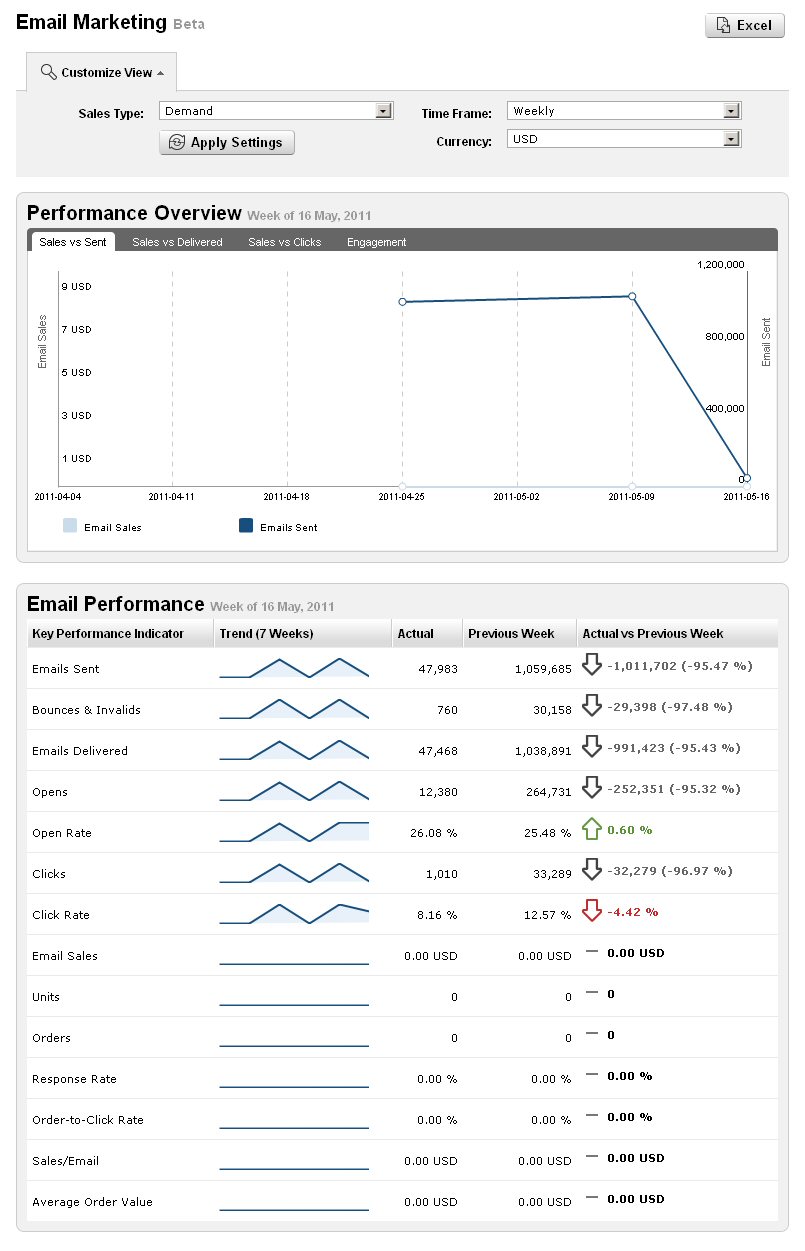 Email Marketing Beta
Excel
Customize View
Sales Type: Demand Time Frame: Weekly
Apply Settings Currency: USD
Performance Overview Week of 16 May, 2011
Sales vs Sent Sales vs Delivered Sales vs Clicks Engagement
1,200,000
9 USD
7 USD 800,000
Email Sales Email Sent
5 USD
3 USD 400,000
1 USD
0
2011-04-04 2011-04-11 2011-04-18 2011-04-25 2011-05-02 2011-05-09 2011-05-16
Email Sales Emails Sent
Email Performance Week of 16 May, 2011
Key Performance Indicator Trend (7 Weeks) Actual Previous Week Actual vs Previous Week
Emails Sent 47,983 1,059,685 -1,011,702 (-95.47 %)
Bounces & Invalids 760 30,158 -29,398 (-97.48 %)
Emails Delivered 47,468 1,038,891 -991,423 (-95.43 %)
Opens 12,380 264,731 -252,351 (-95.32 %)
Open Rate 26.08 % 25.48 % 0.60 %
Clicks 1,010 33,289 -32,279 (-96.97 %)
Click Rate 8.16 % 12.57 % -4.42 %
Email Sales 0.00 USD 0.00 USD 0.00 USD
Units 0 0 0
Orders 0 0 0
Response Rate 0.00 % 0.00 % 0.00 %
Order-to-Click Rate 0.00 % 0.00 % 0.00 %
Sales/Email 0.00 USD 0.00 USD 0.00 USD
Average Order Value 0.00 USD 0.00 USD 0.00 USD